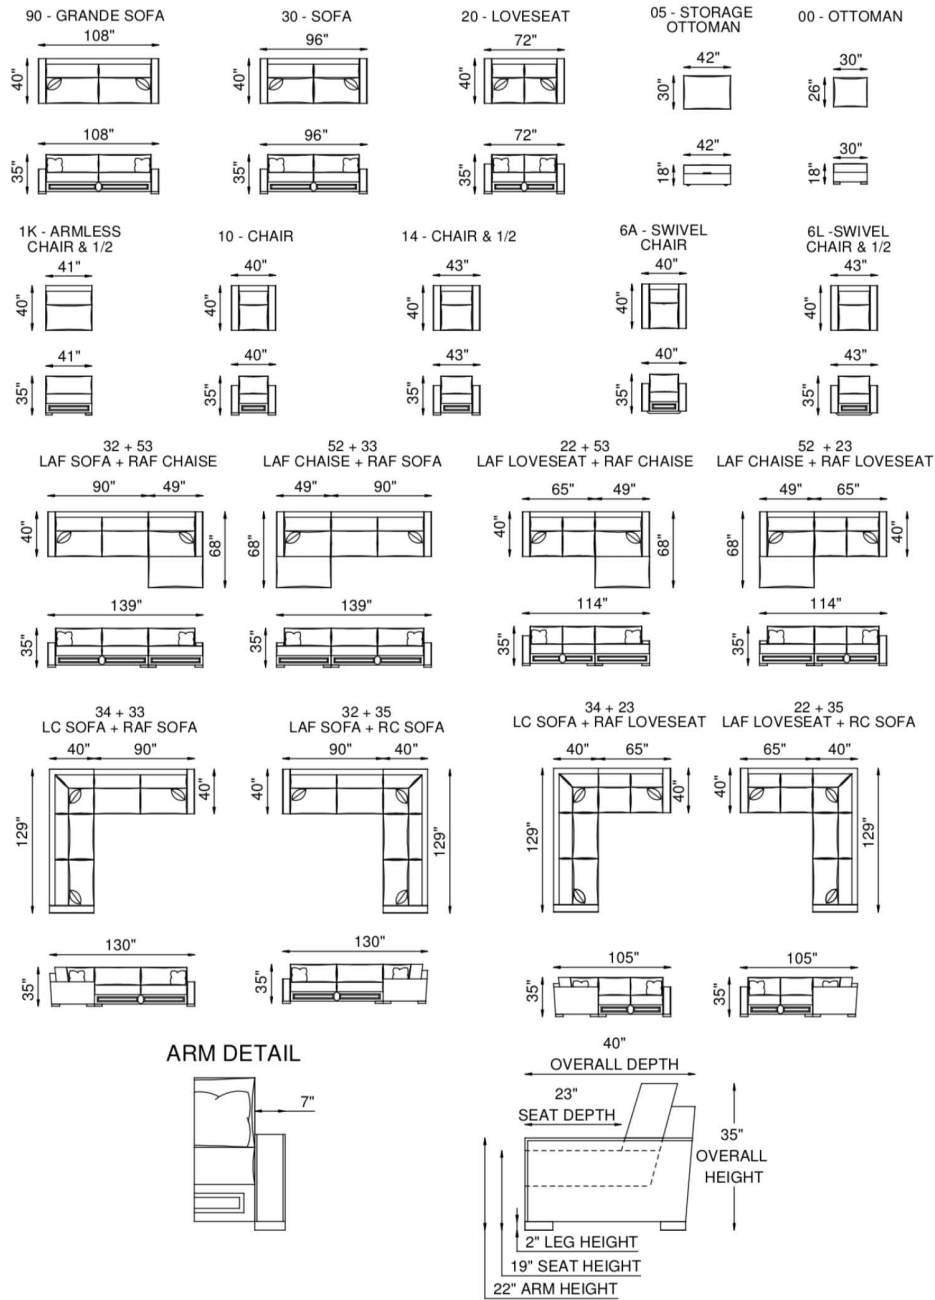 90 - GRANDE SOFA
108"
40"
108"
35"
30 - SOFA
96"
40"
96"
35"
20 - LOVESEAT
72"
40"
72"
35"
05 - STORAGE
OTTOMAN
42"
30"
42"
18"
00 - OTTOMAN
30"
26"
30"
18"
1K - ARMLESS
CHAIR & 1/2
41"
40"
41"
35"
10 - CHAIR
40"
40"
40"
35"
14 - CHAIR & 1/2
43"
40"
43"
35"
6A - SWIVEL
CHAIR
40"
40"
40"
35"
6L -SWIVEL
CHAIR & 1/2
43"
40"
43"
35"
32 + 53
LAF SOFA + RAF CHAISE
90" 49"
40"
68"
139"
35"
52 + 33
LAF CHAISE + RAF SOFA
49" 90"
68"
40"
139"
35"
22 + 53
LAF LOVESEAT + RAF CHAISE
65" 49"
40"
68"
114"
35"
52 + 23
LAF CHAISE + RAF LOVESEAT
49" 65"
68"
40"
114"
35"
34 + 33
LC SOFA + RAF SOFA
40" 90"
129"
40"
130"
35"
32 + 35
LAF SOFA + RC SOFA
90" 40"
40"
129"
130"
35"
34 + 23
LC SOFA + RAF LOVESEAT
40" 65"
129"
40"
105"
35"
22 + 35
LAF LOVESEAT + RC SOFA
65" 40"
40"
129"
105"
35"
ARM DETAIL
7"
40"
OVERALL DEPTH
23"
SEAT DEPTH
35"
OVERALL
HEIGHT
2" LEG HEIGHT
19" SEAT HEIGHT
22" ARM HEIGHT